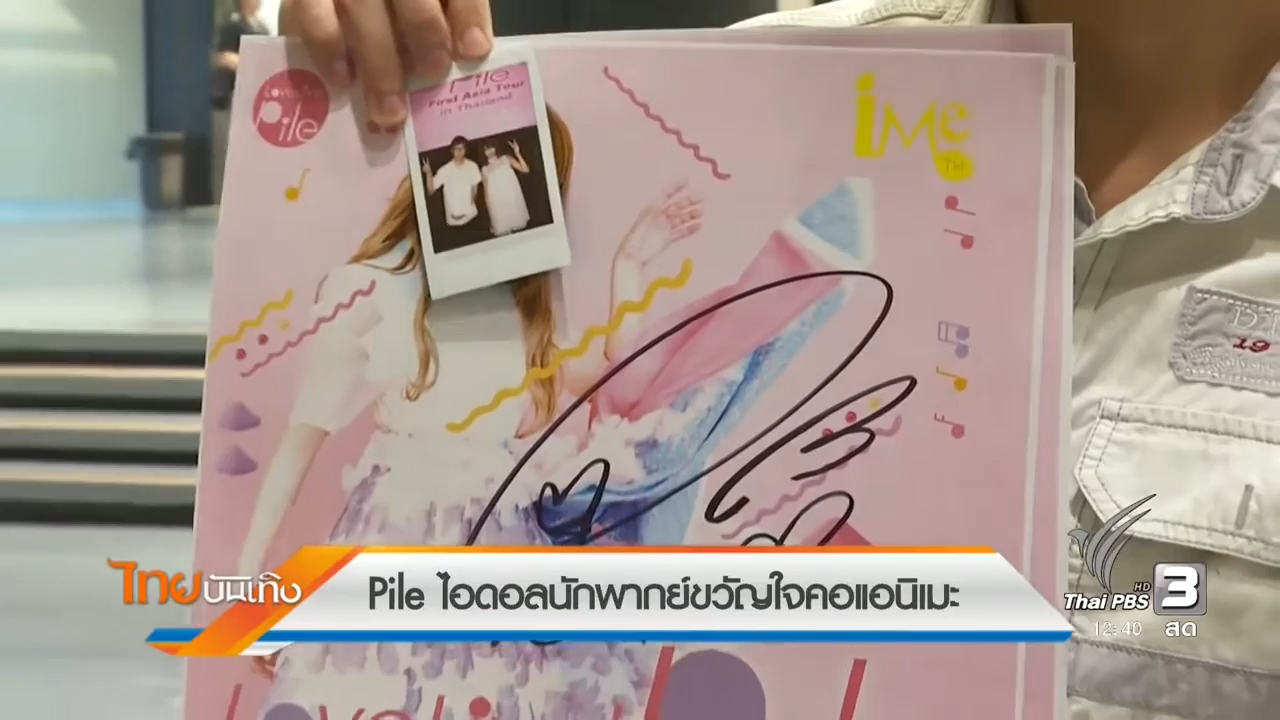 Pile
Pile
First Asia Tour
in Thailand
iMe
TH
19
ไทยบันเทิง
Pile ไอดอลนักพากย์ขวัญใจคอแอนิเมะ
HD
Thai PBS 3
12:40 สด